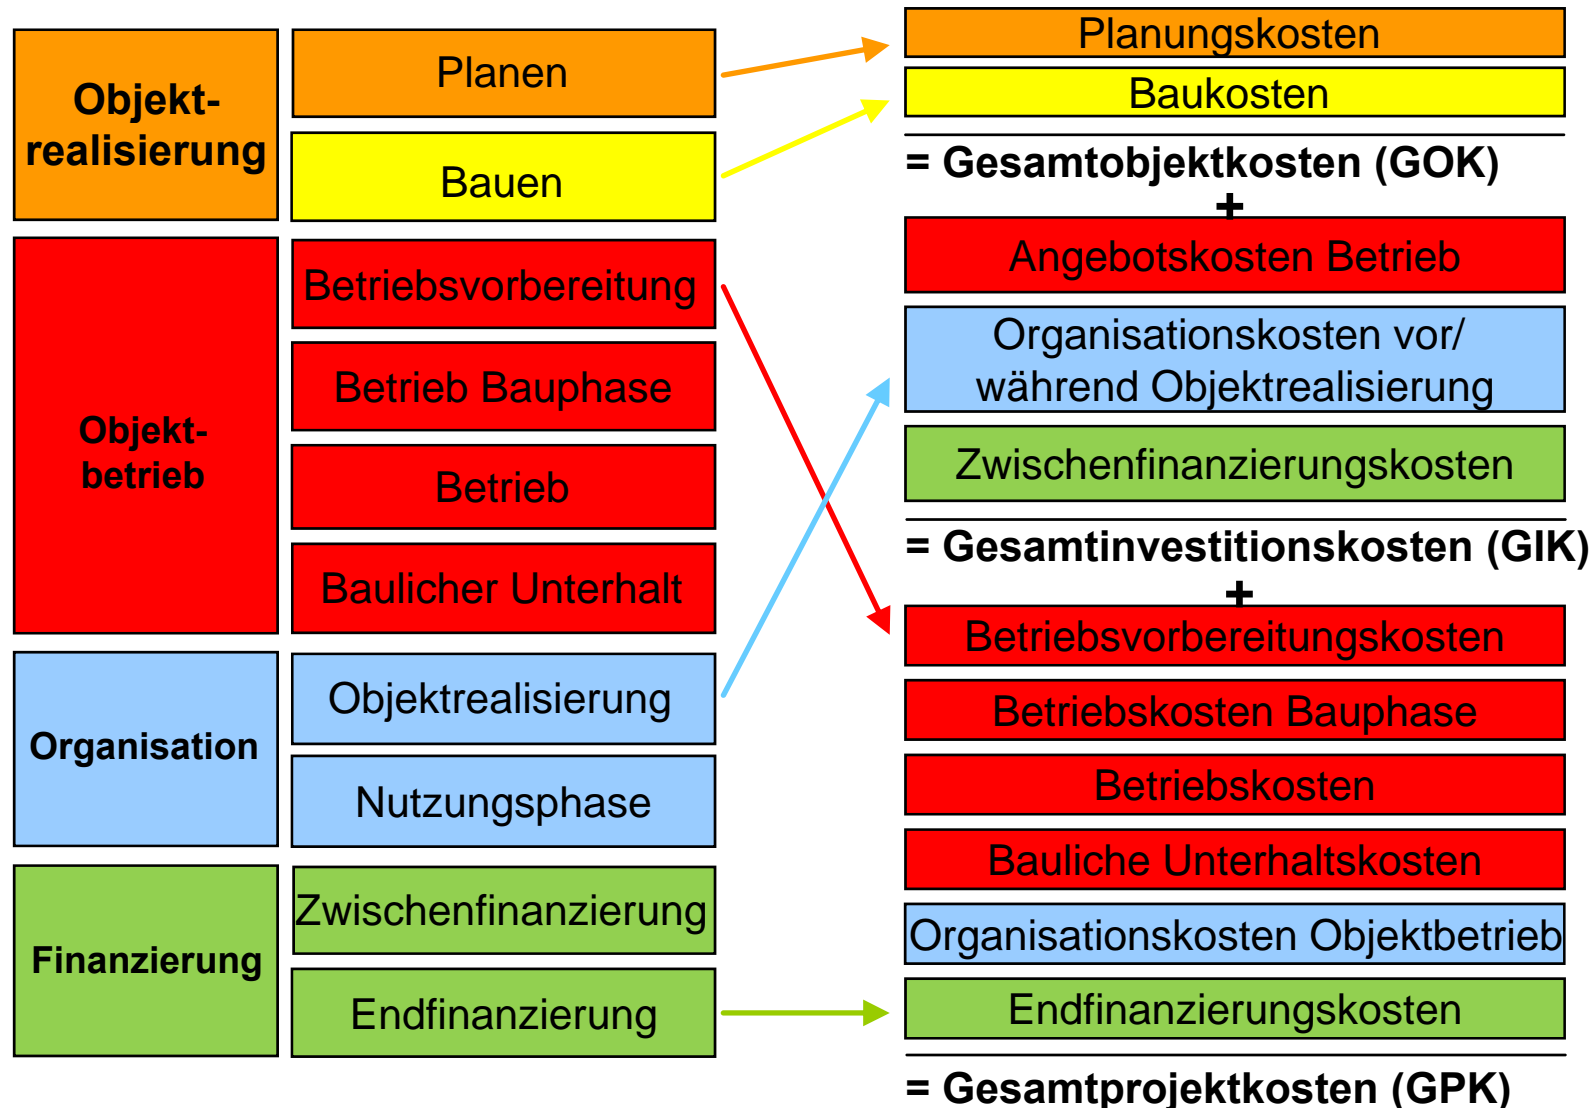 Objekt-
realisierung
Planen
Bauen
Objekt-
betrieb
Betriebsvorbereitung
Betrieb Bauphase
Betrieb
Baulicher Unterhalt
Organisation
Objektrealisierung
Nutzungsphase
Finanzierung
Zwischenfinanzierung
Endfinanzierung
Planungskosten
Baukosten
= Gesamtobjektkosten (GOK)
+
Angebotskosten Betrieb
Organisationskosten vor/
während Objektrealisierung
Zwischenfinanzierungskosten
= Gesamtinvestitionskosten (GIK)
+
Betriebsvorbereitungskosten
Betriebskosten Bauphase
Betriebskosten
Bauliche Unterhaltskosten
Organisationskosten Objektbetrieb
Endfinanzierungskosten
= Gesamtprojektkosten (GPK)